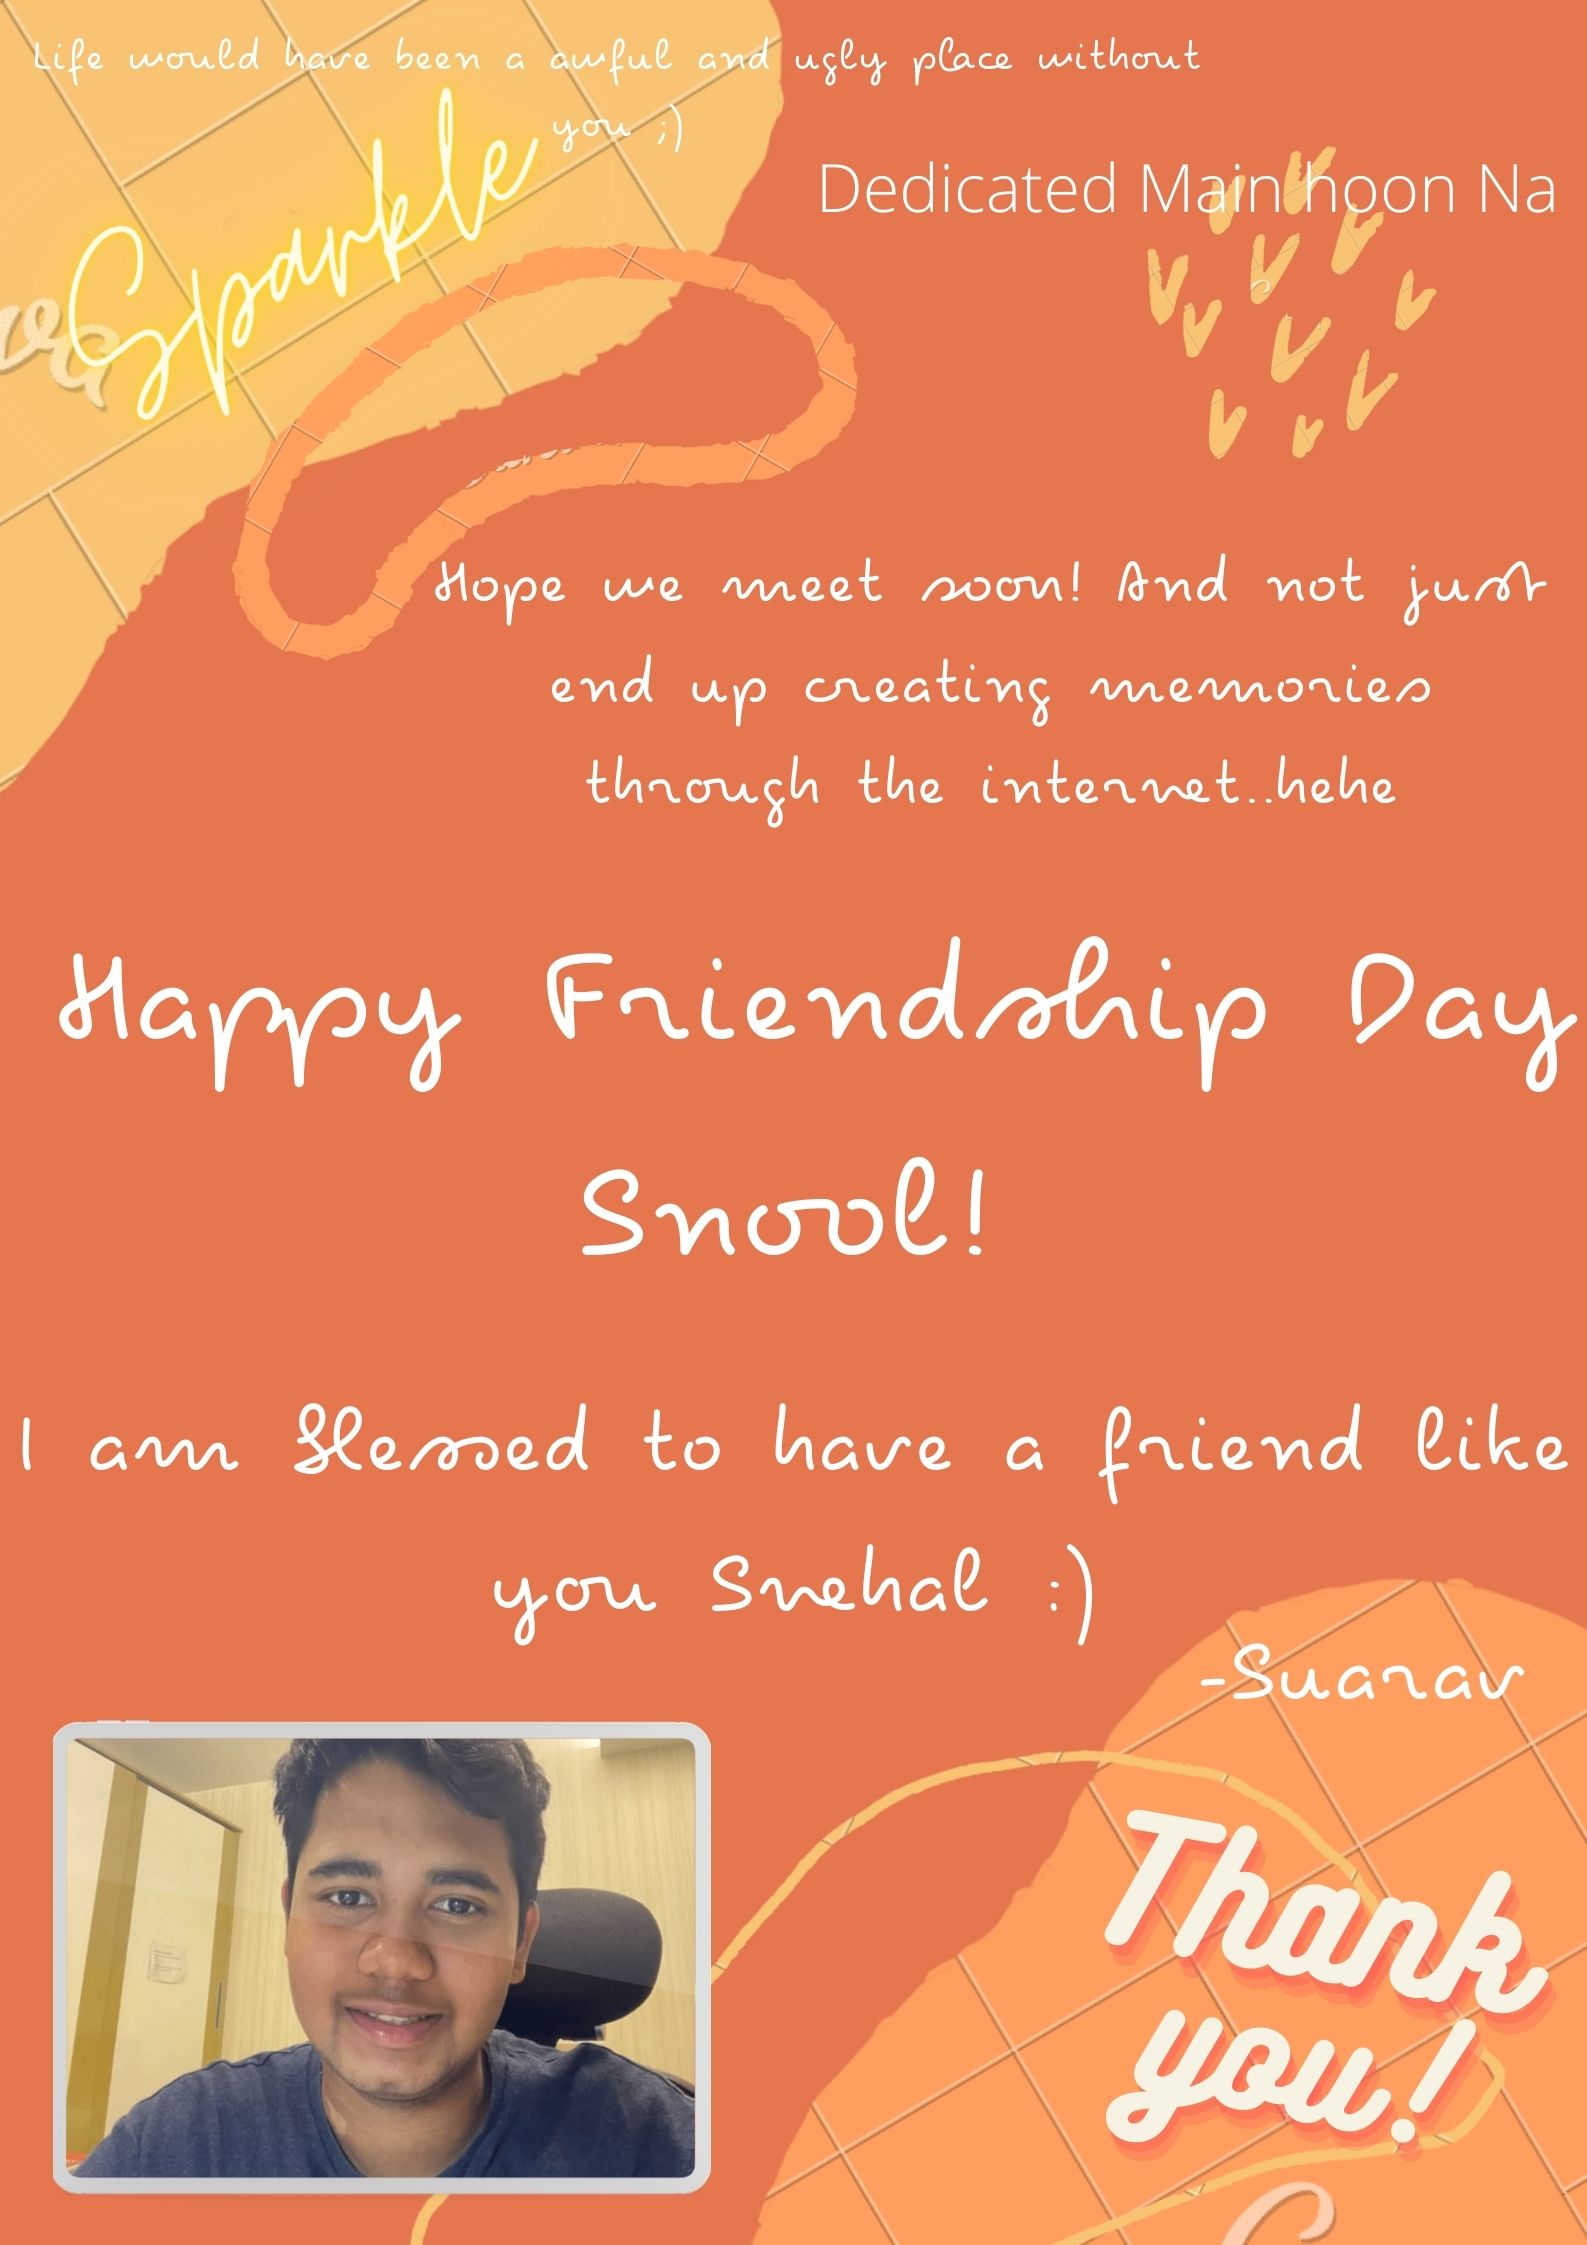 Life would have been a awful and ugly place without
you ;)
Dedicated Main hoon Na
Sparkle
Hope we meet soon! And not just
end up creating memories
through the internet..hehe
Happy Friendship Day
Snool!
I am blessed to have a friend like
you Snehal :)
-Suarav
Thank
you!